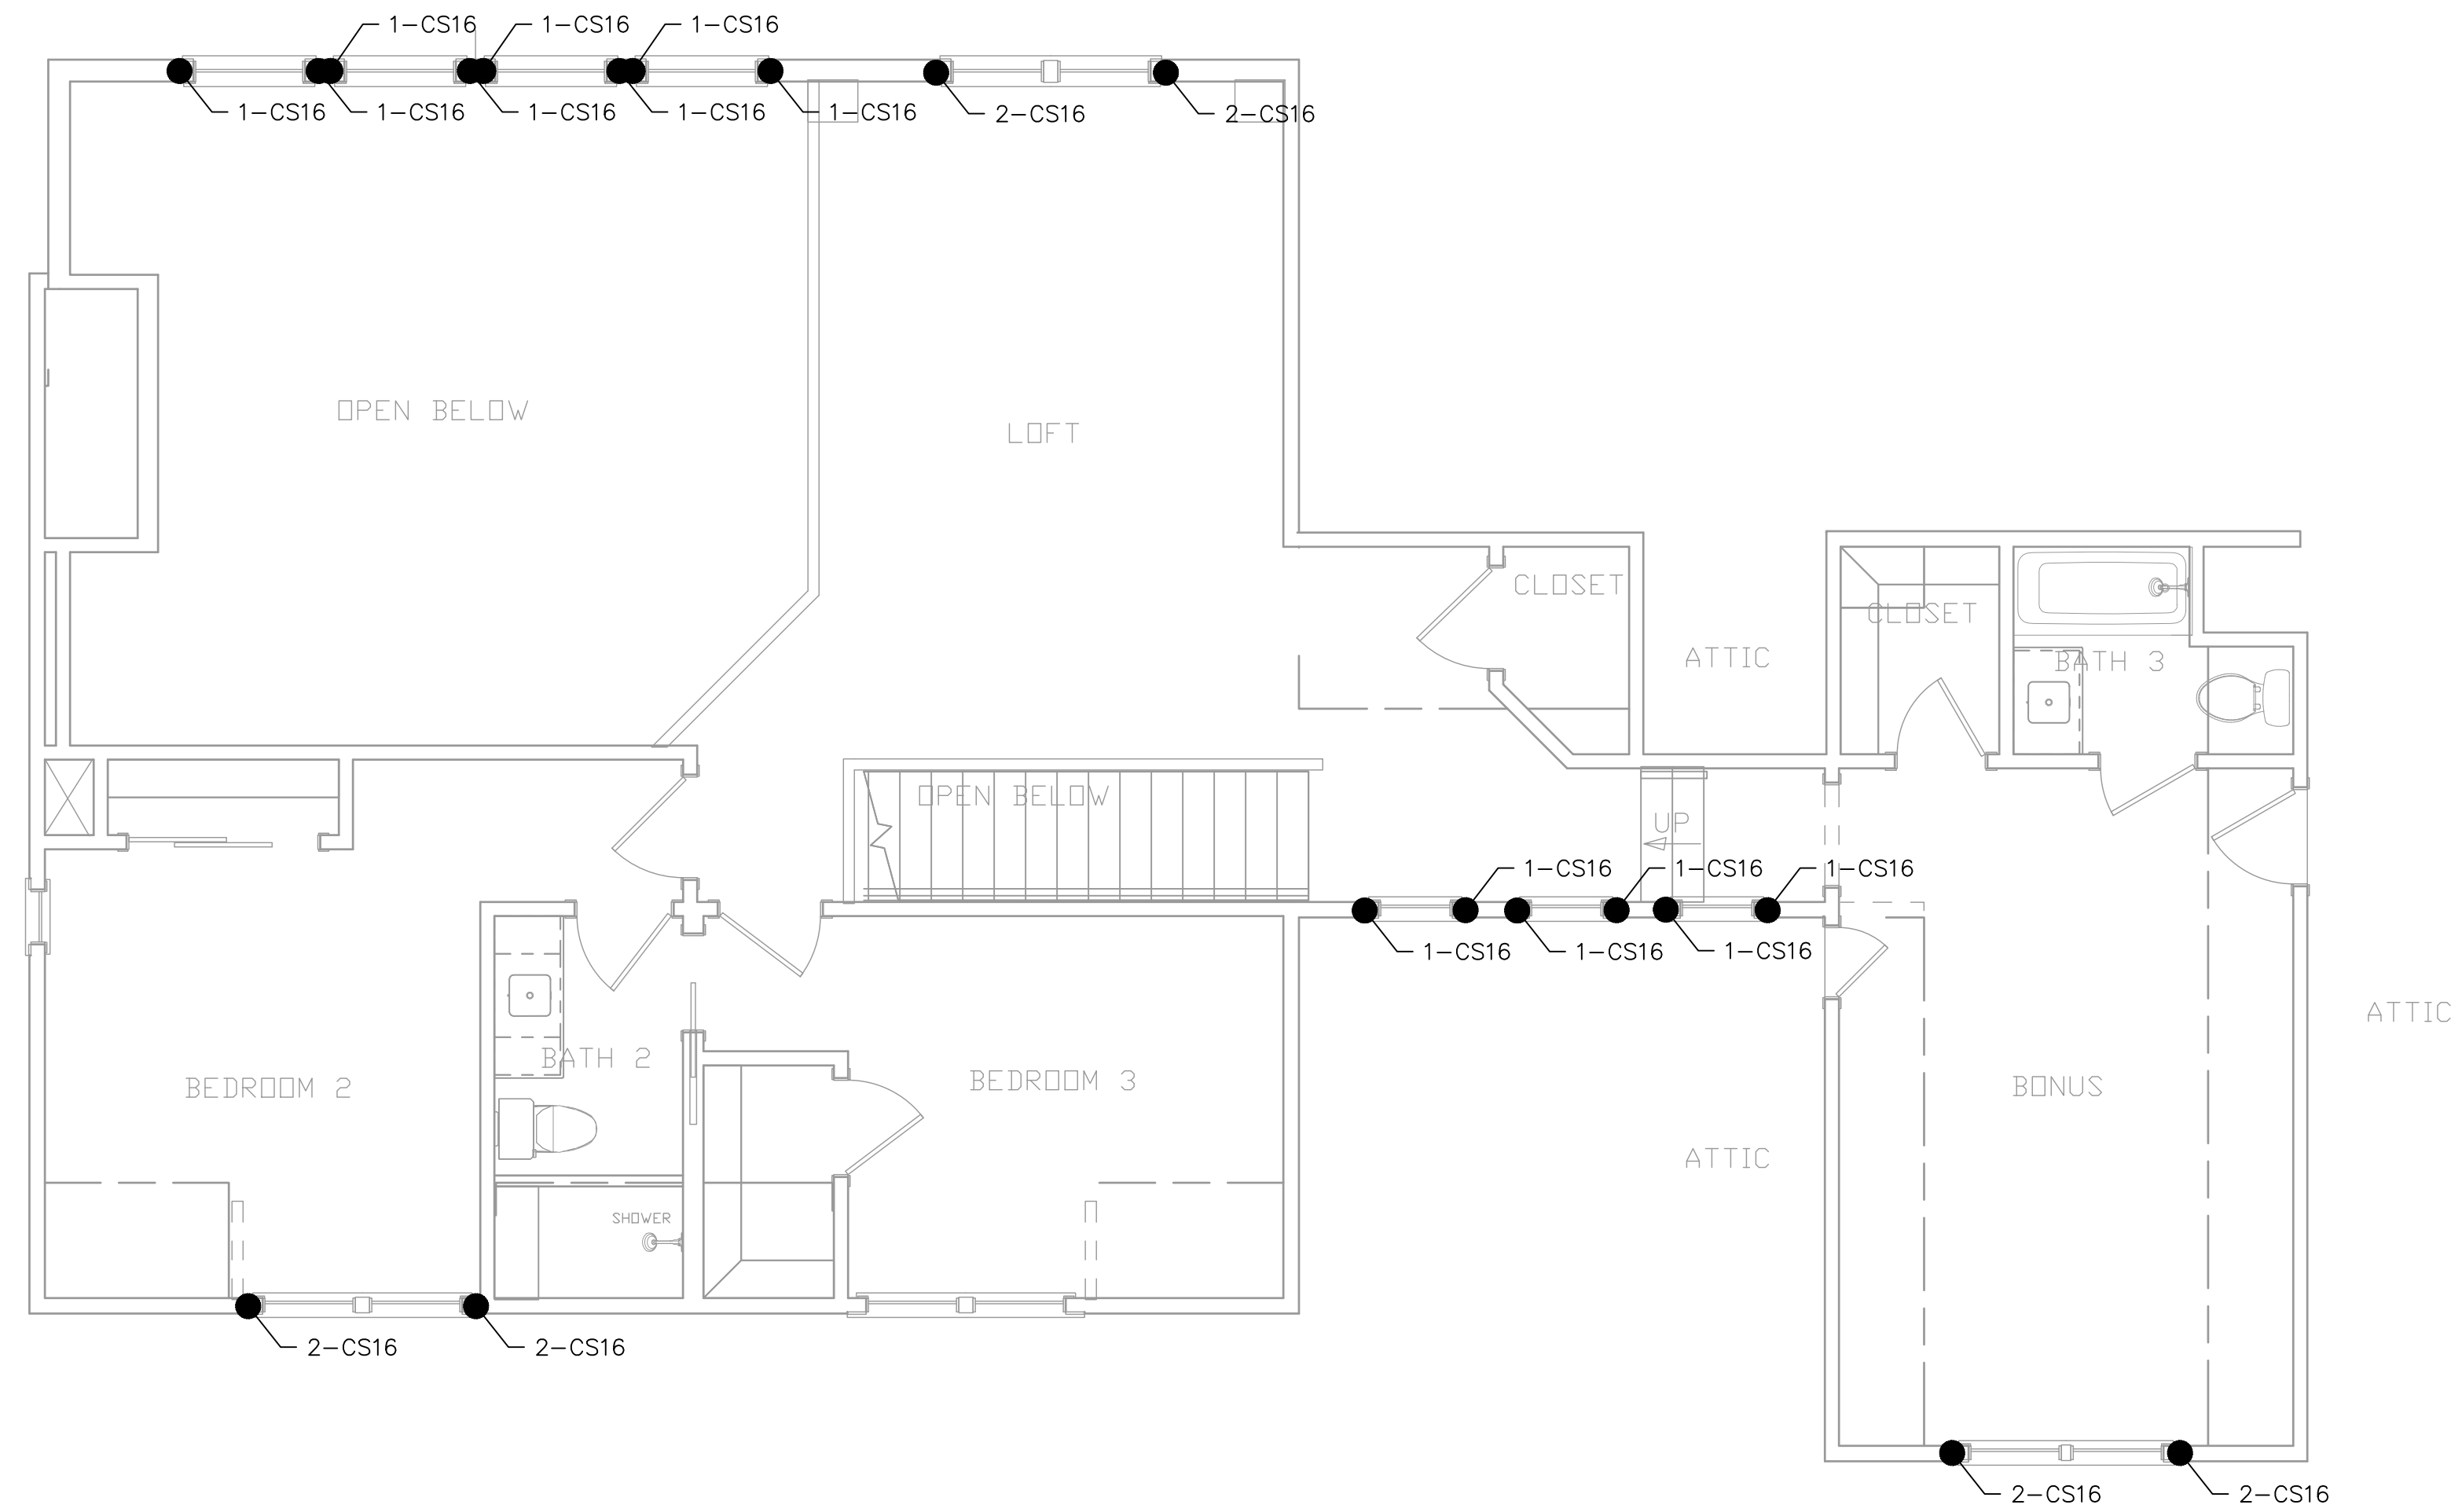 1-CS16 1-CS16 1-CS16
1-CS16 1-CS16 1-CS16 1-CS16 1-CS16 2-CS16 2-CS16
OPEN BELOW
LOFT
CLOSET
CLOSET
ATTIC
BATH 3
OPEN BELOW
UP
1-CS16 1-CS16 1-CS16
1-CS16 1-CS16 1-CS16
ATTIC
BATH 2
BEDROOM 2
BEDROOM 3
BONUS
ATTIC
SHOWER
2-CS16 2-CS16
2-CS16 2-CS16